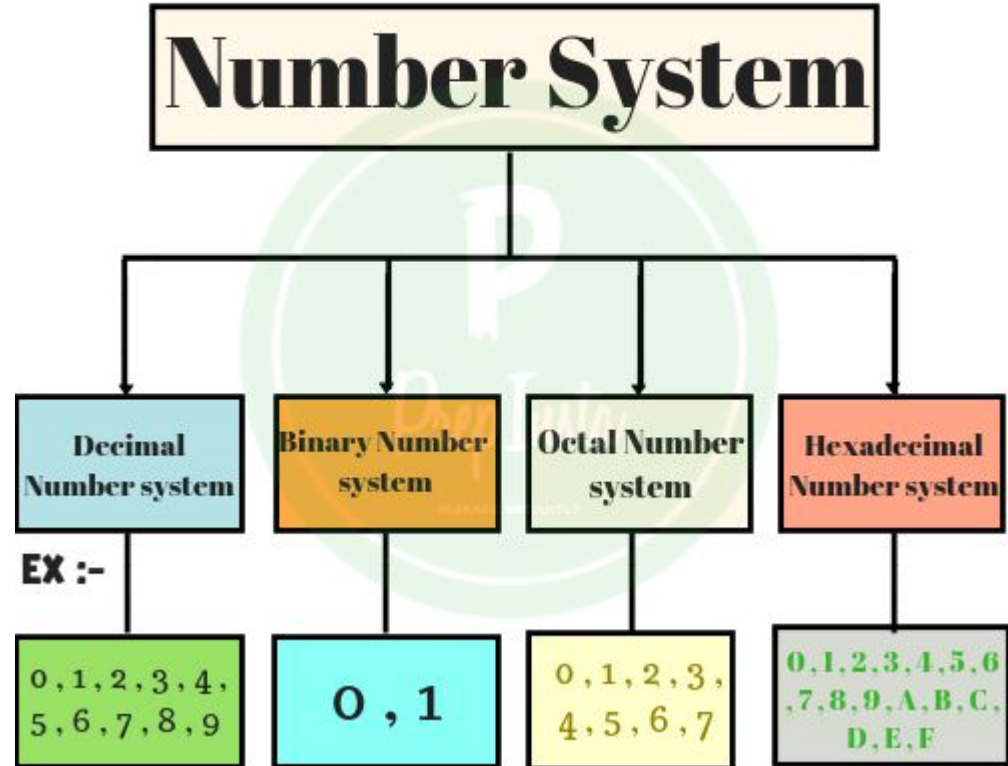 Number System
Decimal
Number system
Binary Number
system
Octal Number
system
Hexadecimal
Number system
EX :-
0 , 1 , 2 , 3 , 4 ,
5 , 6 , 7 , 8 , 9
0 , 1
0 , 1 , 2 , 3 ,
4 , 5 , 6 , 7
0 , 1 , 2 , 3 , 4 , 5 , 6
, 7 , 8 , 9 , A , B , C ,
D , E , F
P
Prep Insta